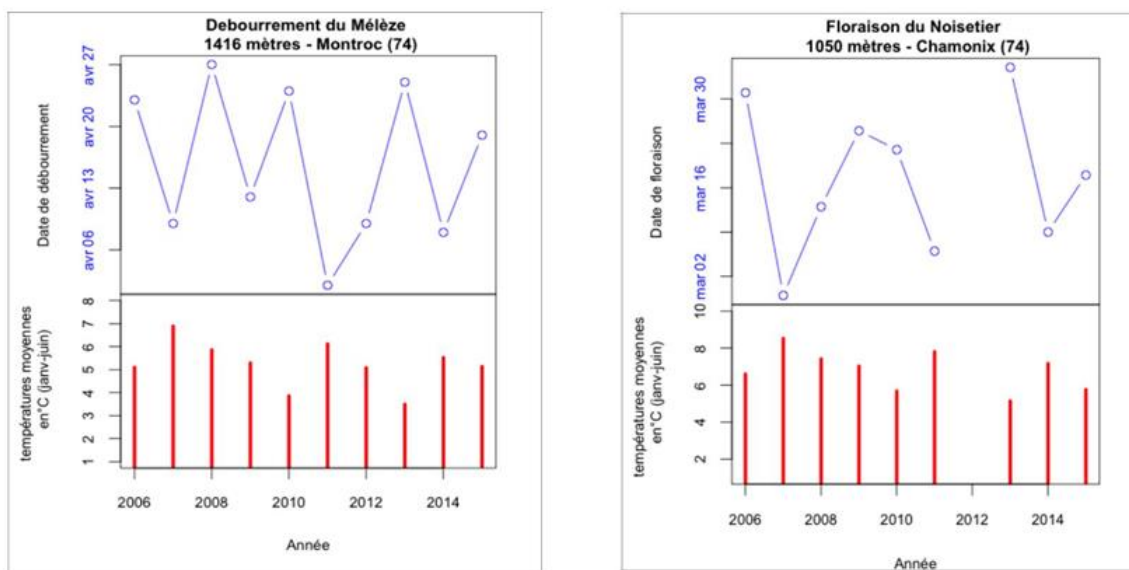 Debourrement du Mélèze
1416 mètres - Montroc (74)
Date de débourrement
avr 27
avr 20
avr 13
avr 06
températures moyennes
en°C (janv-juin)
8
7
6
5
4
3
2
1
2006
2008
2010
2012
2014
Année
Floraison du Noisetier
1050 mètres - Chamonix (74)
Date de floraison
mar 30
mar 16
mar 02
températures moyennes
en°C (janv-juin)
10
8
6
4
2
2006
2008
2010
2012
2014
Année